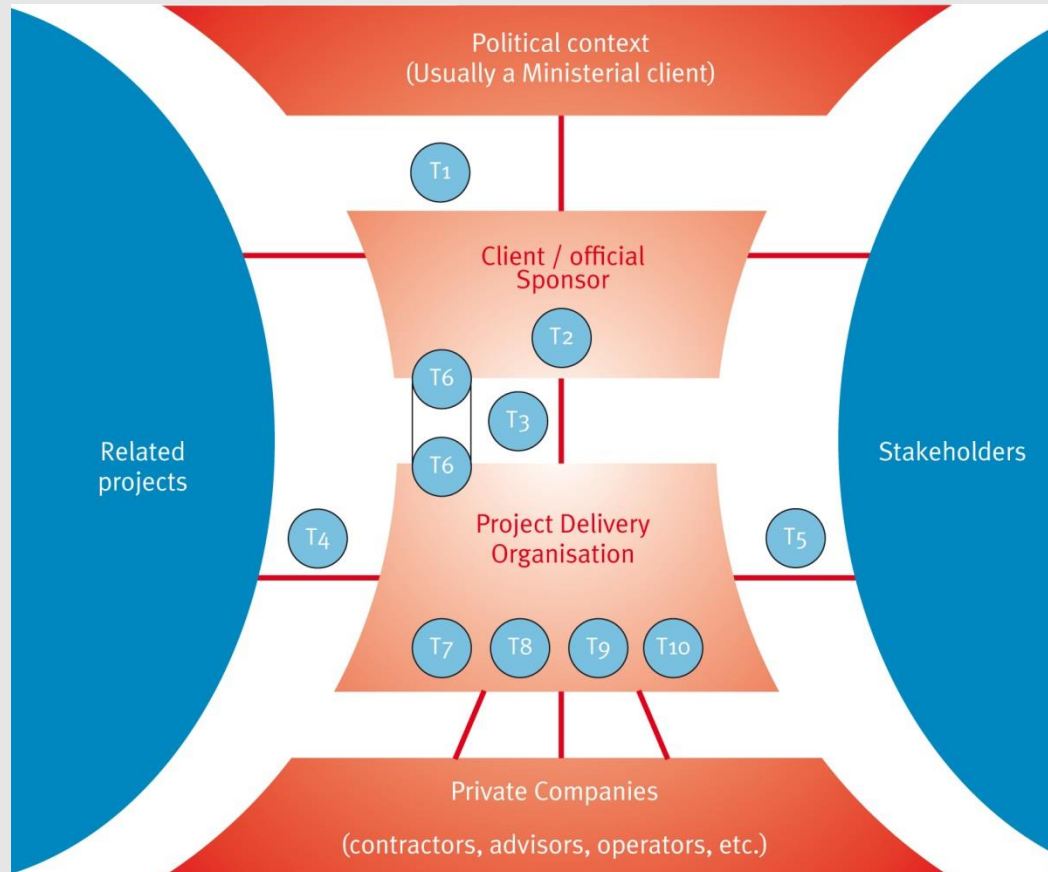 Political context
(Usually a Ministerial client)
T1
Client / official
Sponsor
T2
T6
T3
T6
Related
projects
Stakeholders
Project Delivery
Organisation
T4
T5
T7
T8
T9
T10
Private Companies
(contractors, advisors, operators, etc.)